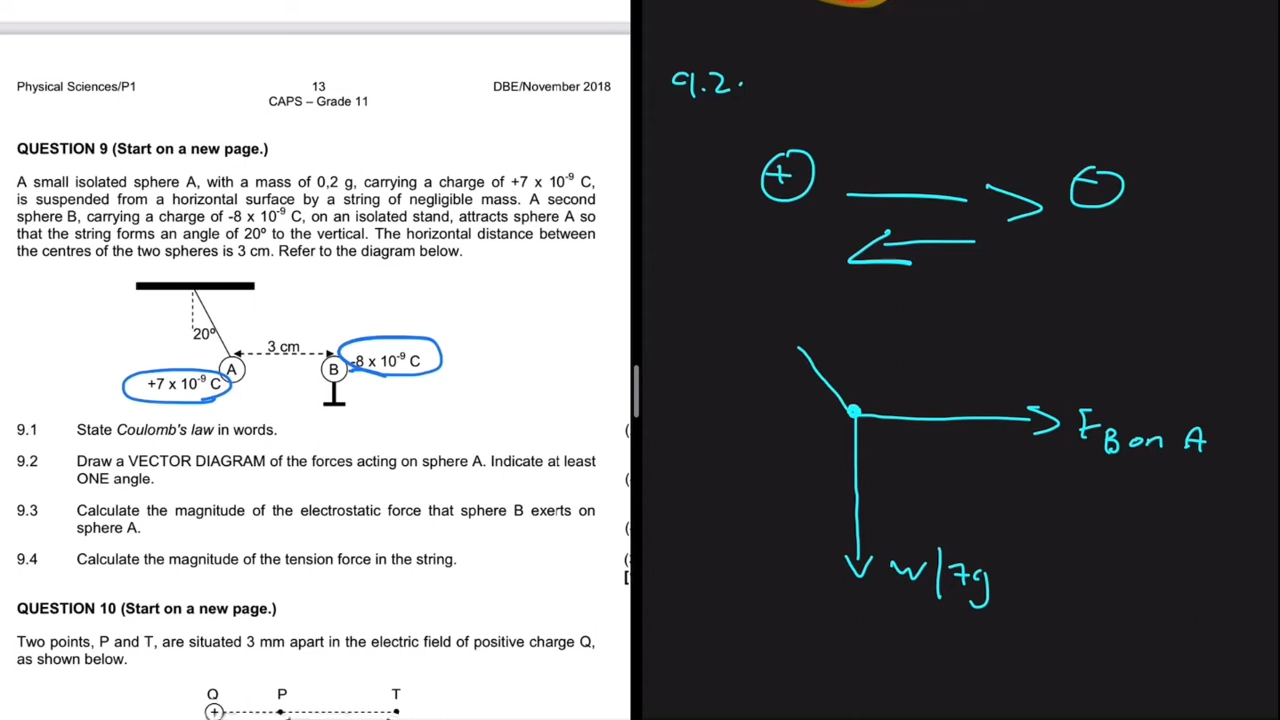 Physical Sciences/P1 13 DBE/November 2018
CAPS – Grade 11
QUESTION 9 (Start on a new page.)
A small isolated sphere A, with a mass of 0,2 g, carrying a charge of +7 x 10⁻⁹ C,
is suspended from a horizontal surface by a string of negligible mass. A second
sphere B, carrying a charge of -8 x 10⁻⁹ C, on an isolated stand, attracts sphere A so
that the string forms an angle of 20º to the vertical. The horizontal distance between
the centres of the two spheres is 3 cm. Refer to the diagram below.
20º
3 cm
A
B
-8 x 10⁻⁹ C
+7 x 10⁻⁹ C
9.1 State Coulomb's law in words. (
9.2 Draw a VECTOR DIAGRAM of the forces acting on sphere A. Indicate at least
ONE angle. (
9.3 Calculate the magnitude of the electrostatic force that sphere B exerts on
sphere A. (
9.4 Calculate the magnitude of the tension force in the string. (
[
QUESTION 10 (Start on a new page.)
Two points, P and T, are situated 3 mm apart in the electric field of positive charge Q,
as shown below.
Q P T
+
9.2.
+ −
F B on A
w/Fg